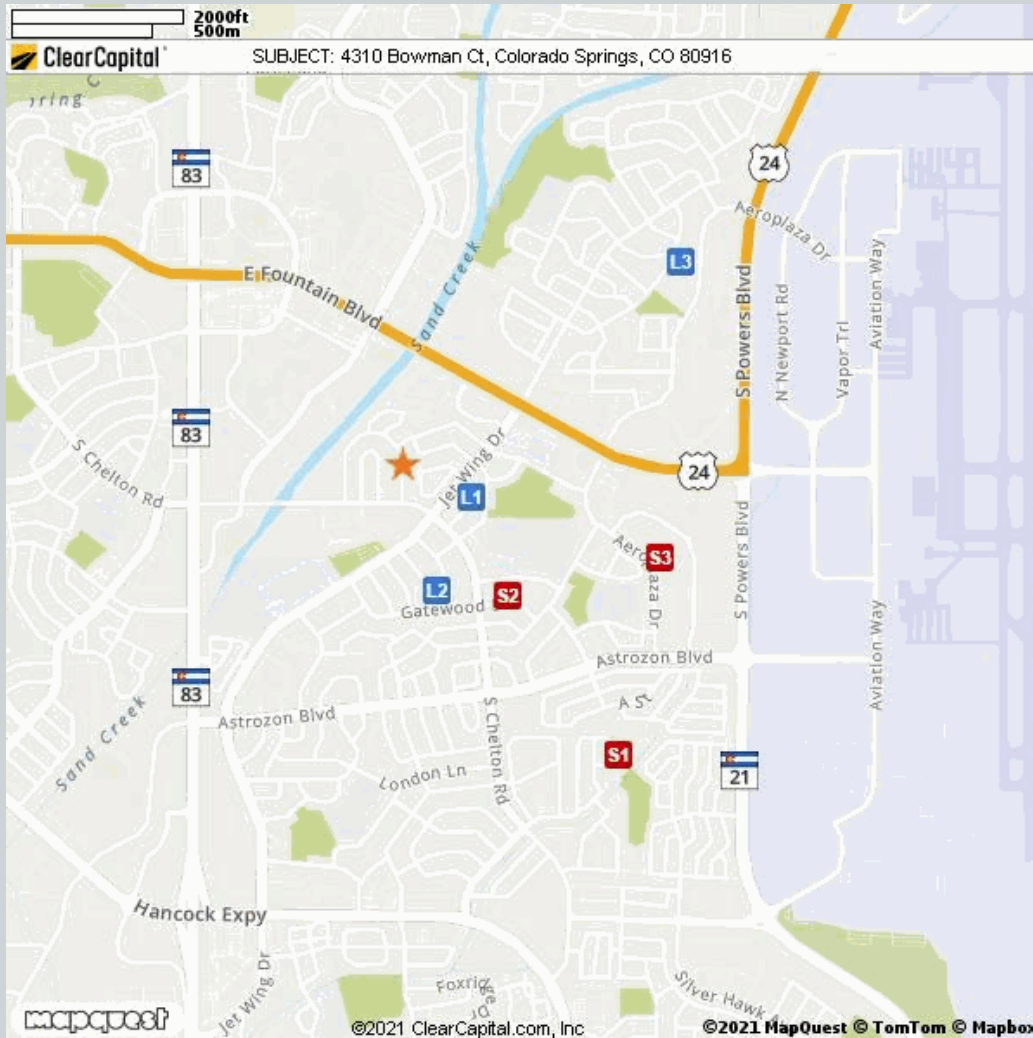 2000ft
500m
ClearCapital
SUBJECT: 4310 Bowman Ct, Colorado Springs, CO 80916
83
24
Aeroplaza Dr
L3
E Fountain Blvd
Sand Creek
S Powers Blvd
N Newport Rd
Vapor Trl
Aviation Way
83
S Chelton Rd
Jet Wing Dr
24
L1
S Powers Blvd
Aeroplaza Dr
S3
L2
S2
Gatewood
Astrozon Blvd
Aviation Way
83
Sand Creek
Astrozon Blvd
S Chelton Rd
A St
S1
21
London Ln
Hancock Expy
Jet Wing Dr
Foxridge Dr
Silver Hawk
mapquest
©2021 ClearCapital.com, Inc
©2021 MapQuest © TomTom © Mapbox